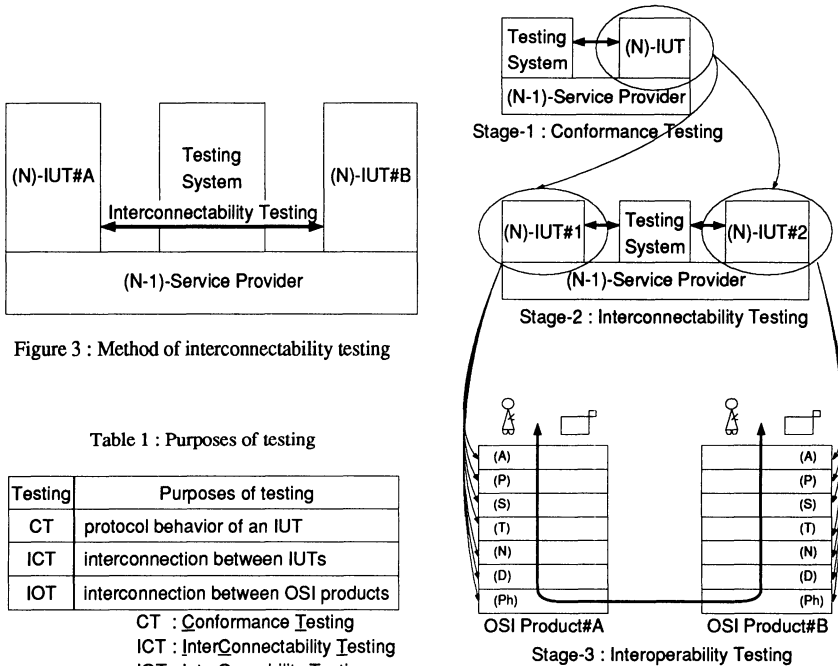 (N)-IUT#A
Testing
System
(N)-IUT#B
Interconnectability Testing
(N-1)-Service Provider
Figure 3 : Method of interconnectability testing
Table 1 : Purposes of testing
Testing Purposes of testing
CT protocol behavior of an IUT
ICT interconnection between IUTs
IOT interconnection between OSI products
CT : Conformance Testing
ICT : InterConnectability Testing
Testing
System
(N)-IUT
(N-1)-Service Provider
Stage-1 : Conformance Testing
(N)-IUT#1
Testing
System
(N)-IUT#2
(N-1)-Service Provider
Stage-2 : Interconnectability Testing
(A) (A)
(P) (P)
(S) (S)
(T) (T)
(N) (N)
(D) (D)
(Ph) (Ph)
OSI Product#A OSI Product#B
Stage-3 : Interoperability Testing